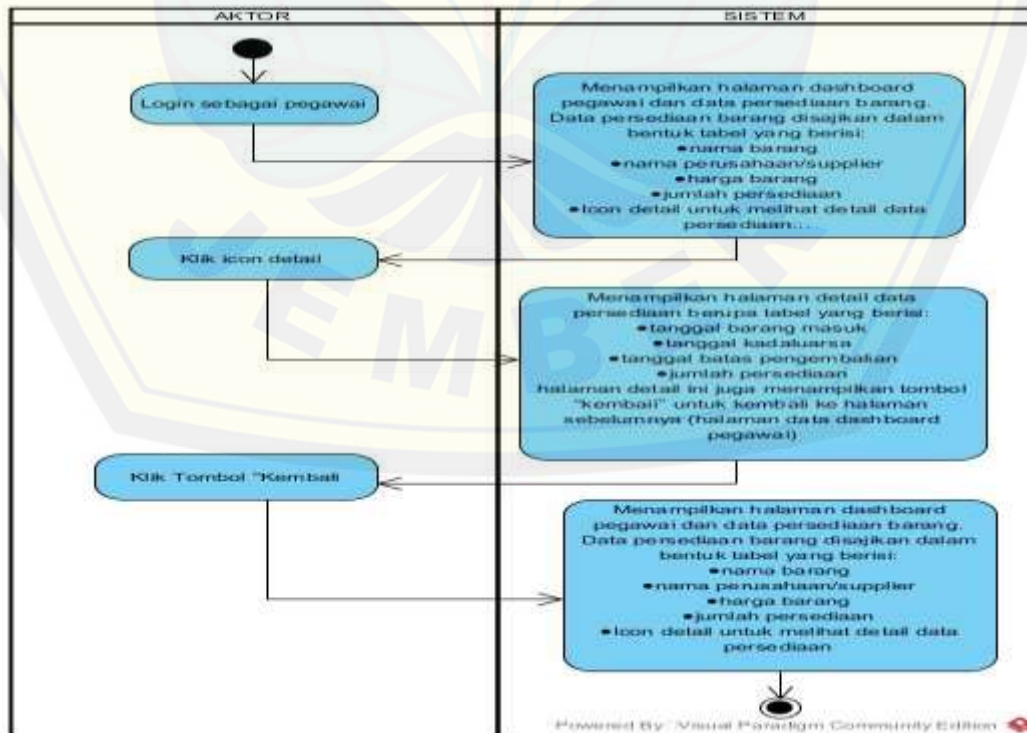 AKTOR
SISTEM
Login sebagai pegawai
Menampilkan halaman dashboard
pegawai dan data persediaan barang.
Data persediaan barang disajikan dalam
bentuk tabel yang berisi:
●nama barang
●nama perusahaan/supplier
●harga barang
●jumlah persediaan
●Icon detail untuk melihat detail data
persediaan...
Klik icon detail
Menampilkan halaman detail data
persediaan berupa tabel yang berisi:
●tanggal barang masuk
●tanggal kadaluarsa
●tanggal batas pengembalian
●jumlah persediaan
halaman detail ini juga menampilkan tombol
"kembali" untuk kembali ke halaman
sebelumnya (halaman data dashboard
pegawai)
Klik Tombol "Kembali
Menampilkan halaman dashboard
pegawai dan data persediaan barang.
Data persediaan barang disajikan dalam
bentuk tabel yang berisi:
●nama barang
●nama perusahaan/supplier
●harga barang
●jumlah persediaan
●Icon detail untuk melihat detail data
persediaan
JEMBER
Powered By Visual Paradigm Community Edition